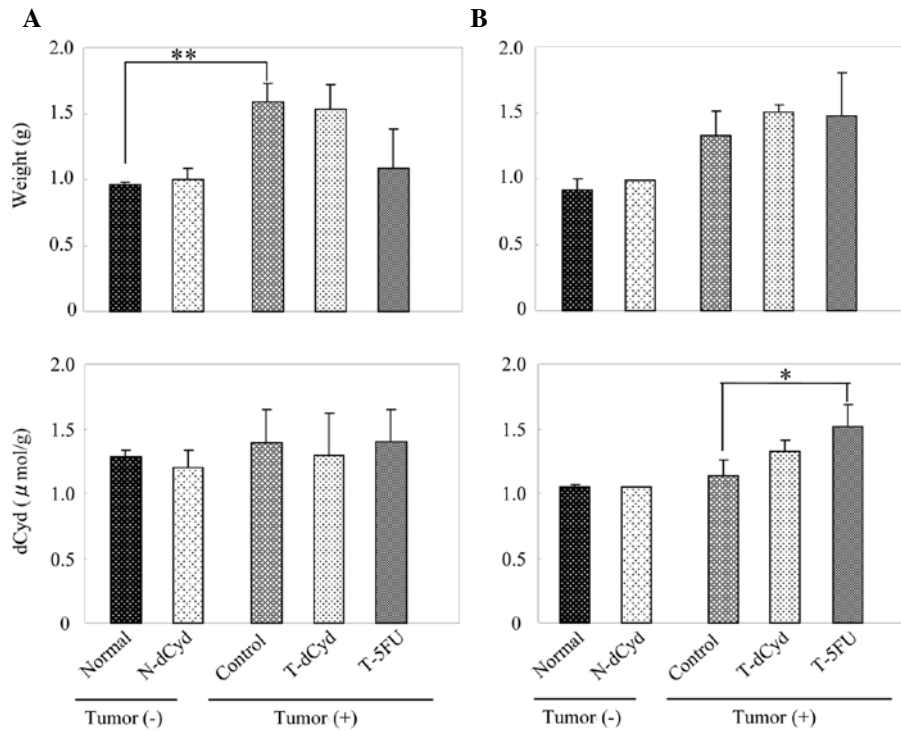 A
B
2.0
1.5
1.0
0.5
0
Weight (g)
**
2.0
1.5
1.0
0.5
0
2.0
1.5
1.0
0.5
0
dCyd (μ mol/g)
Normal
N-dCyd
Control
T-dCyd
T-5FU
Tumor (-)
Tumor (+)
2.0
1.5
1.0
0.5
0
*
Normal
N-dCyd
Control
T-dCyd
T-5FU
Tumor (-)
Tumor (+)